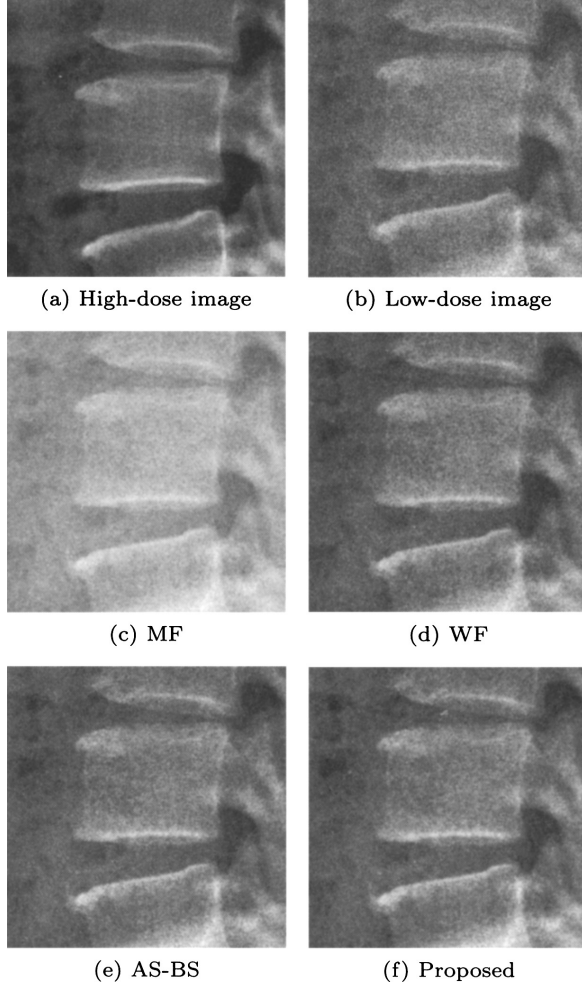 (a) High-dose image
(b) Low-dose image
(c) MF
(d) WF
(e) AS-BS
(f) Proposed